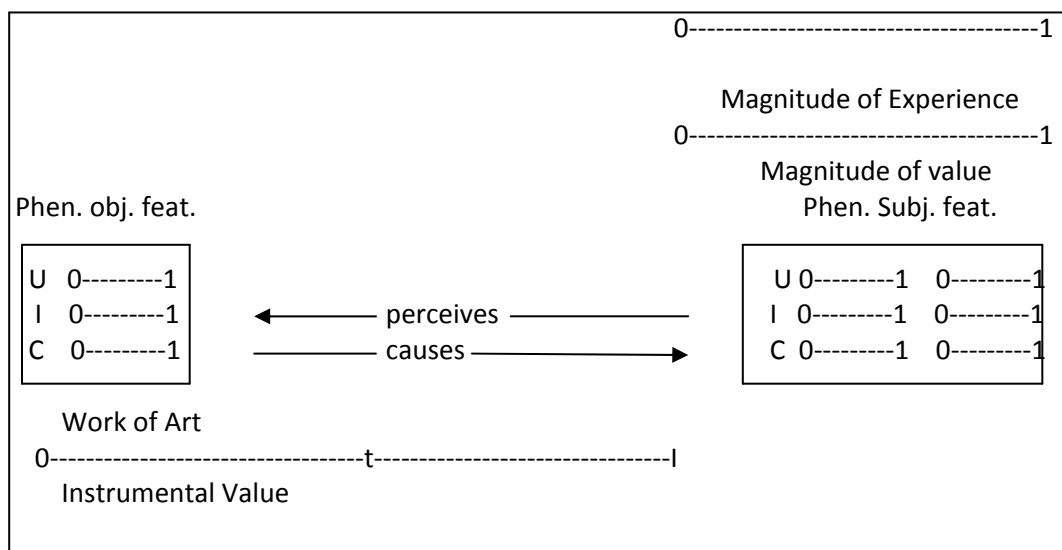 0---------------------------------------1
Magnitude of Experience
0---------------------------------------1
Magnitude of value
Phen. obj. feat. Phen. Subj. feat.
U 0---------1 U 0---------1 0---------1
I 0---------1 perceives I 0---------1 0---------1
C 0---------1 causes C 0---------1 0---------1
Work of Art
0-----------------------------------t---------------------------------I
Instrumental Value